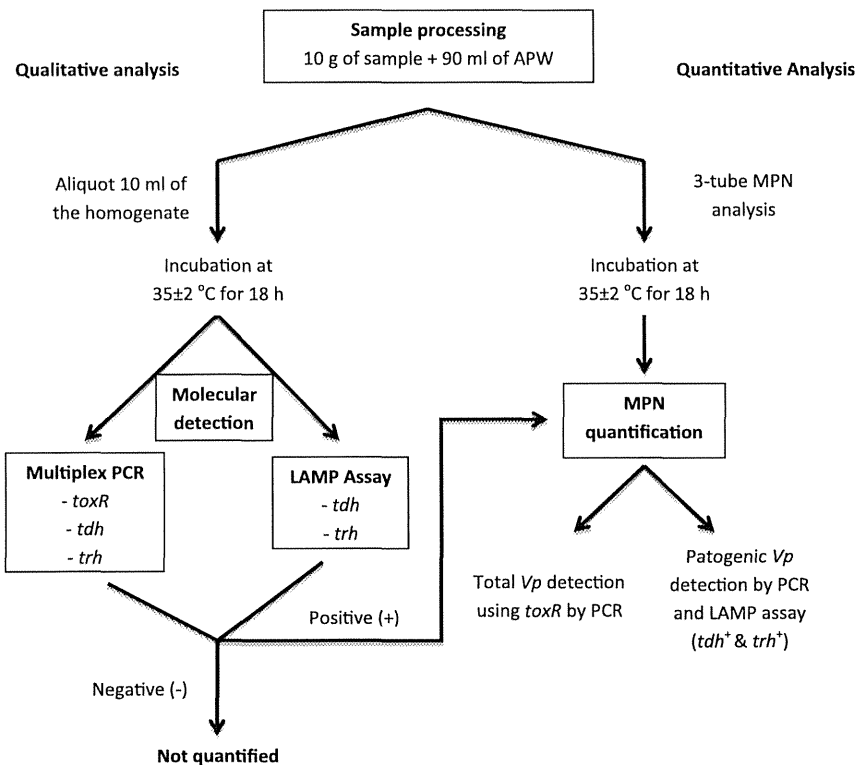 Sample processing
10 g of sample + 90 ml of APW
Qualitative analysis
Quantitative Analysis
Aliquot 10 ml of
the homogenate
3-tube MPN
analysis
Incubation at
35±2 °C for 18 h
Incubation at
35±2 °C for 18 h
Molecular
detection
MPN
quantification
Multiplex PCR
- toxR
- tdh
- trh
LAMP Assay
- tdh
- trh
Total Vp detection
using toxR by PCR
Patogenic Vp
detection by PCR
and LAMP assay
(tdh⁺ & trh⁺)
Positive (+)
Negative (-)
Not quantified